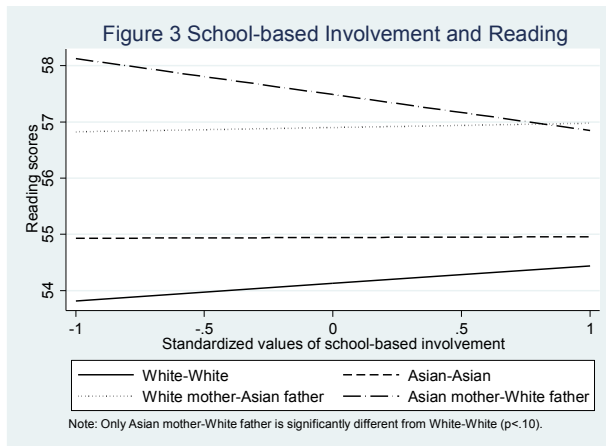 Figure 3 School-based Involvement and Reading
Reading scores
58
57
56
55
54
-1 -.5 0 .5 1
Standardized values of school-based involvement
White-White Asian-Asian
White mother-Asian father Asian mother-White father
Note: Only Asian mother-White father is significantly different from White-White (p<.10).